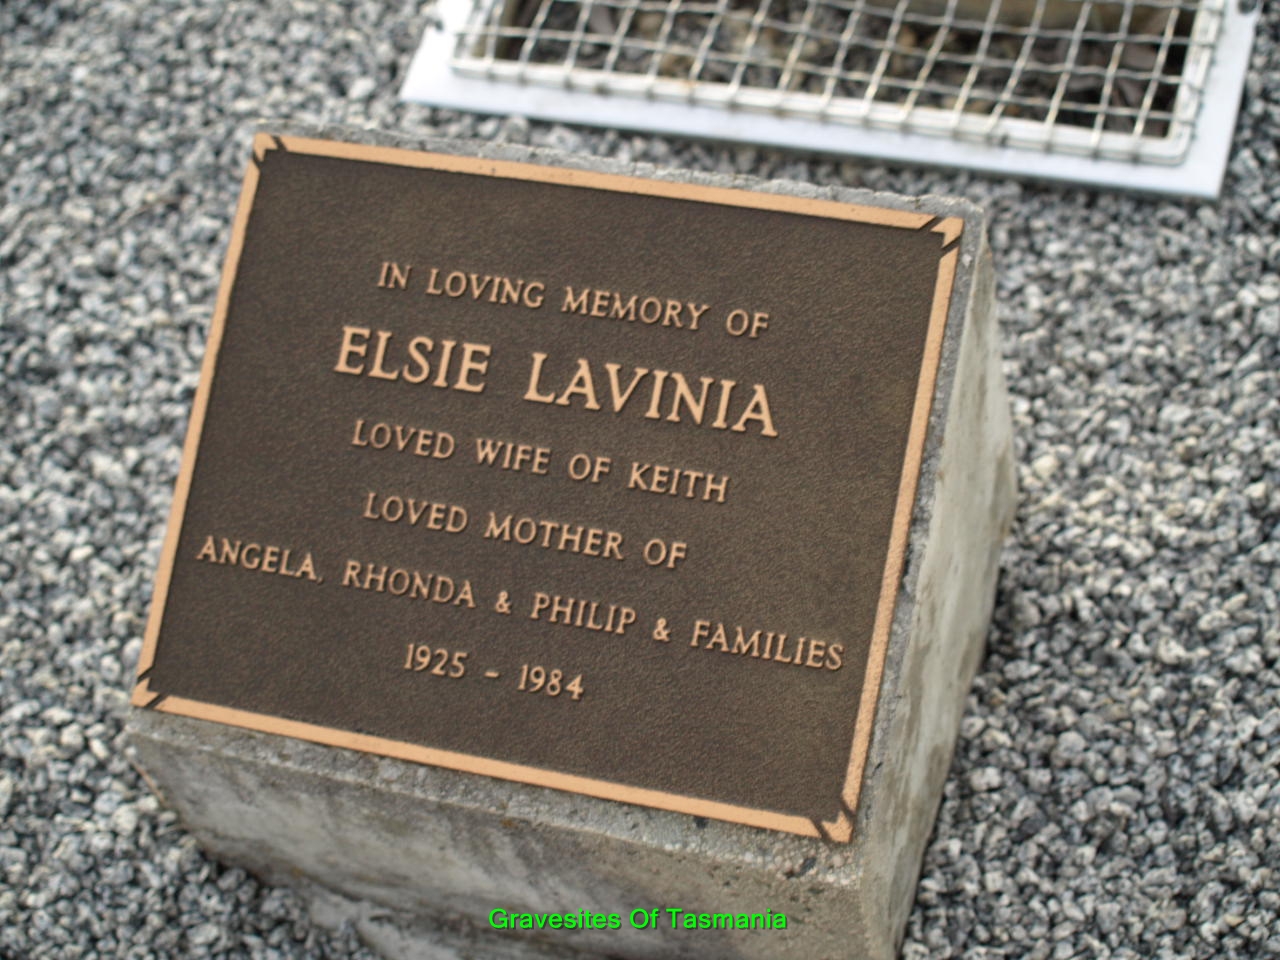 IN LOVING MEMORY OF
ELSIE LAVINIA
LOVED WIFE OF KEITH
LOVED MOTHER OF
ANGELA, RHONDA & PHILIP & FAMILIES
1925 - 1984
Gravesites Of Tasmania